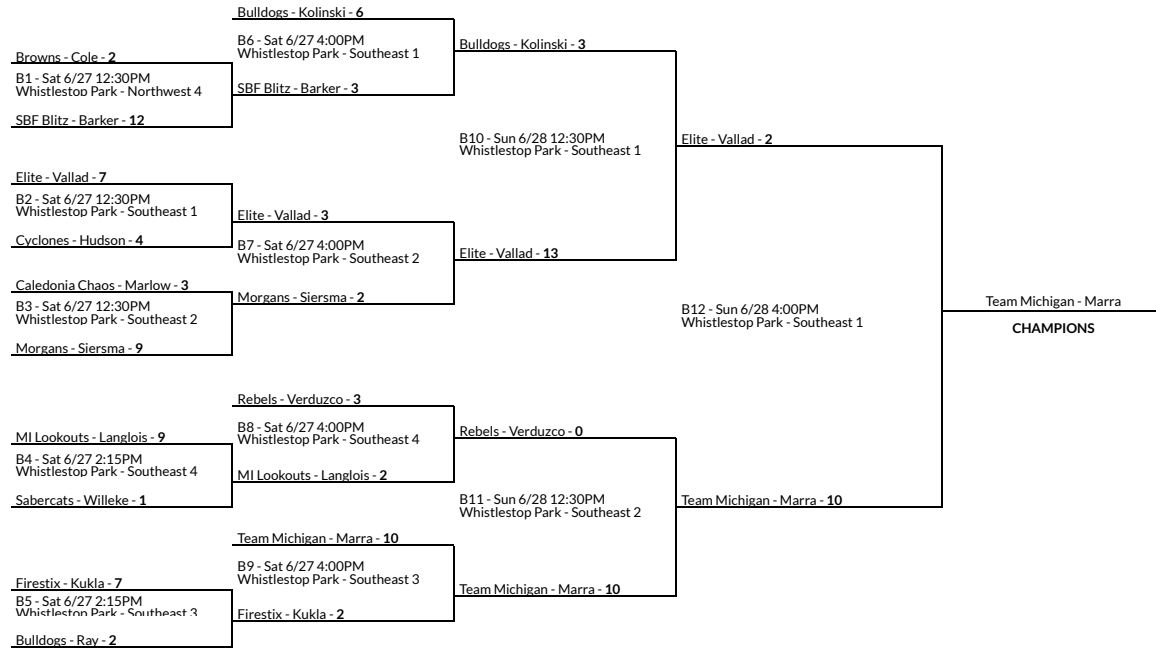 Bulldogs - Kolinski - 6
B6 - Sat 6/27 4:00PM
Whistlestop Park - Southeast 1
Bulldogs - Kolinski - 3
Browns - Cole - 2
B1 - Sat 6/27 12:30PM
Whistlestop Park - Northwest 4
SBF Blitz - Barker - 3
SBF Blitz - Barker - 12
B10 - Sun 6/28 12:30PM
Whistlestop Park - Southeast 1
Elite - Vallad - 2
Elite - Vallad - 7
B2 - Sat 6/27 12:30PM
Whistlestop Park - Southeast 1
Elite - Vallad - 3
Cyclones - Hudson - 4
B7 - Sat 6/27 4:00PM
Whistlestop Park - Southeast 2
Elite - Vallad - 13
Caledonia Chaos - Marlow - 3
Morgans - Siersma - 2
B3 - Sat 6/27 12:30PM
Whistlestop Park - Southeast 2
Morgans - Siersma - 9
B12 - Sun 6/28 4:00PM
Whistlestop Park - Southeast 1
Team Michigan - Marra
CHAMPIONS
Rebels - Verduzco - 3
B8 - Sat 6/27 4:00PM
Whistlestop Park - Southeast 4
Rebels - Verduzco - 0
MI Lookouts - Langlois - 9
B4 - Sat 6/27 2:15PM
Whistlestop Park - Southeast 4
MI Lookouts - Langlois - 2
Sabercats - Willeke - 1
B11 - Sun 6/28 12:30PM
Whistlestop Park - Southeast 2
Team Michigan - Marra - 10
Team Michigan - Marra - 10
B9 - Sat 6/27 4:00PM
Whistlestop Park - Southeast 3
Team Michigan - Marra - 10
Firestix - Kukla - 7
B5 - Sat 6/27 2:15PM
Whistlestop Park - Southeast 3
Firestix - Kukla - 2
Bulldogs - Ray - 2